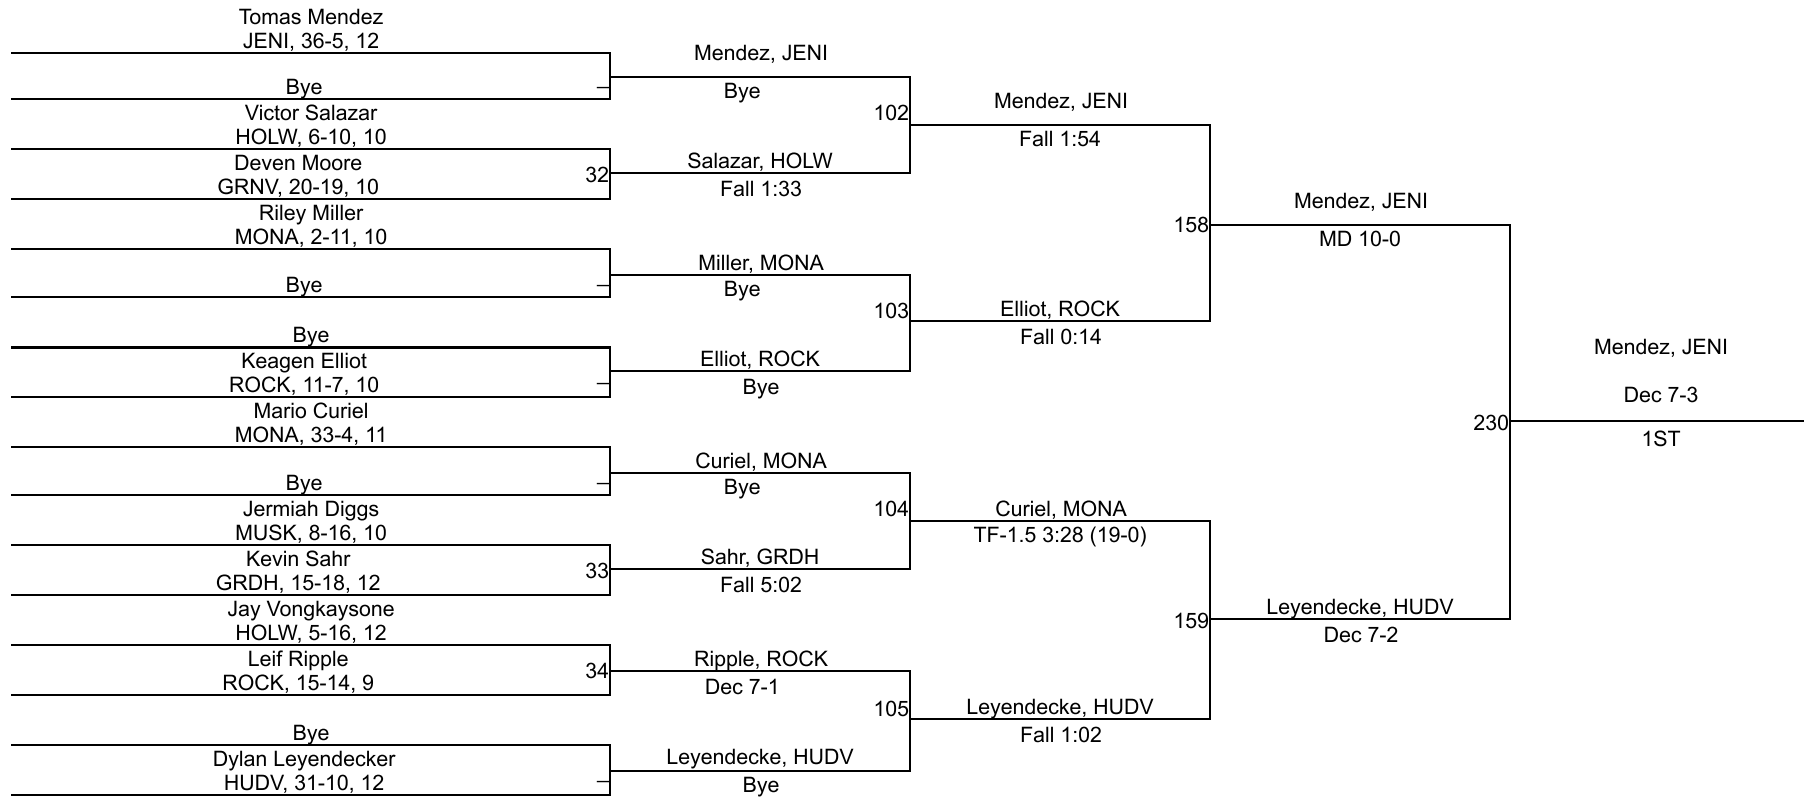 Tomas Mendez
JENI, 36-5, 12
Bye
–
Victor Salazar
HOLW, 6-10, 10
Deven Moore
GRNV, 20-19, 10
32
Riley Miller
MONA, 2-11, 10
Bye
–
Bye
Keagen Elliot
ROCK, 11-7, 10
–
Mario Curiel
MONA, 33-4, 11
Bye
–
Jermiah Diggs
MUSK, 8-16, 10
Kevin Sahr
GRDH, 15-18, 12
33
Jay Vongkaysone
HOLW, 5-16, 12
Leif Ripple
ROCK, 15-14, 9
34
Bye
Dylan Leyendecker
HUDV, 31-10, 12
–
Mendez, JENI
Bye
102
Salazar, HOLW
Fall 1:33
Miller, MONA
Bye
103
Elliot, ROCK
Bye
Curiel, MONA
Bye
104
Sahr, GRDH
Fall 5:02
Ripple, ROCK
Dec 7-1
105
Leyendecke, HUDV
Bye
Mendez, JENI
Fall 1:54
158
Elliot, ROCK
Fall 0:14
Curiel, MONA
TF-1.5 3:28 (19-0)
159
Leyendecke, HUDV
Fall 1:02
Mendez, JENI
MD 10-0
230
Leyendecke, HUDV
Dec 7-2
Mendez, JENI
Dec 7-3
1ST